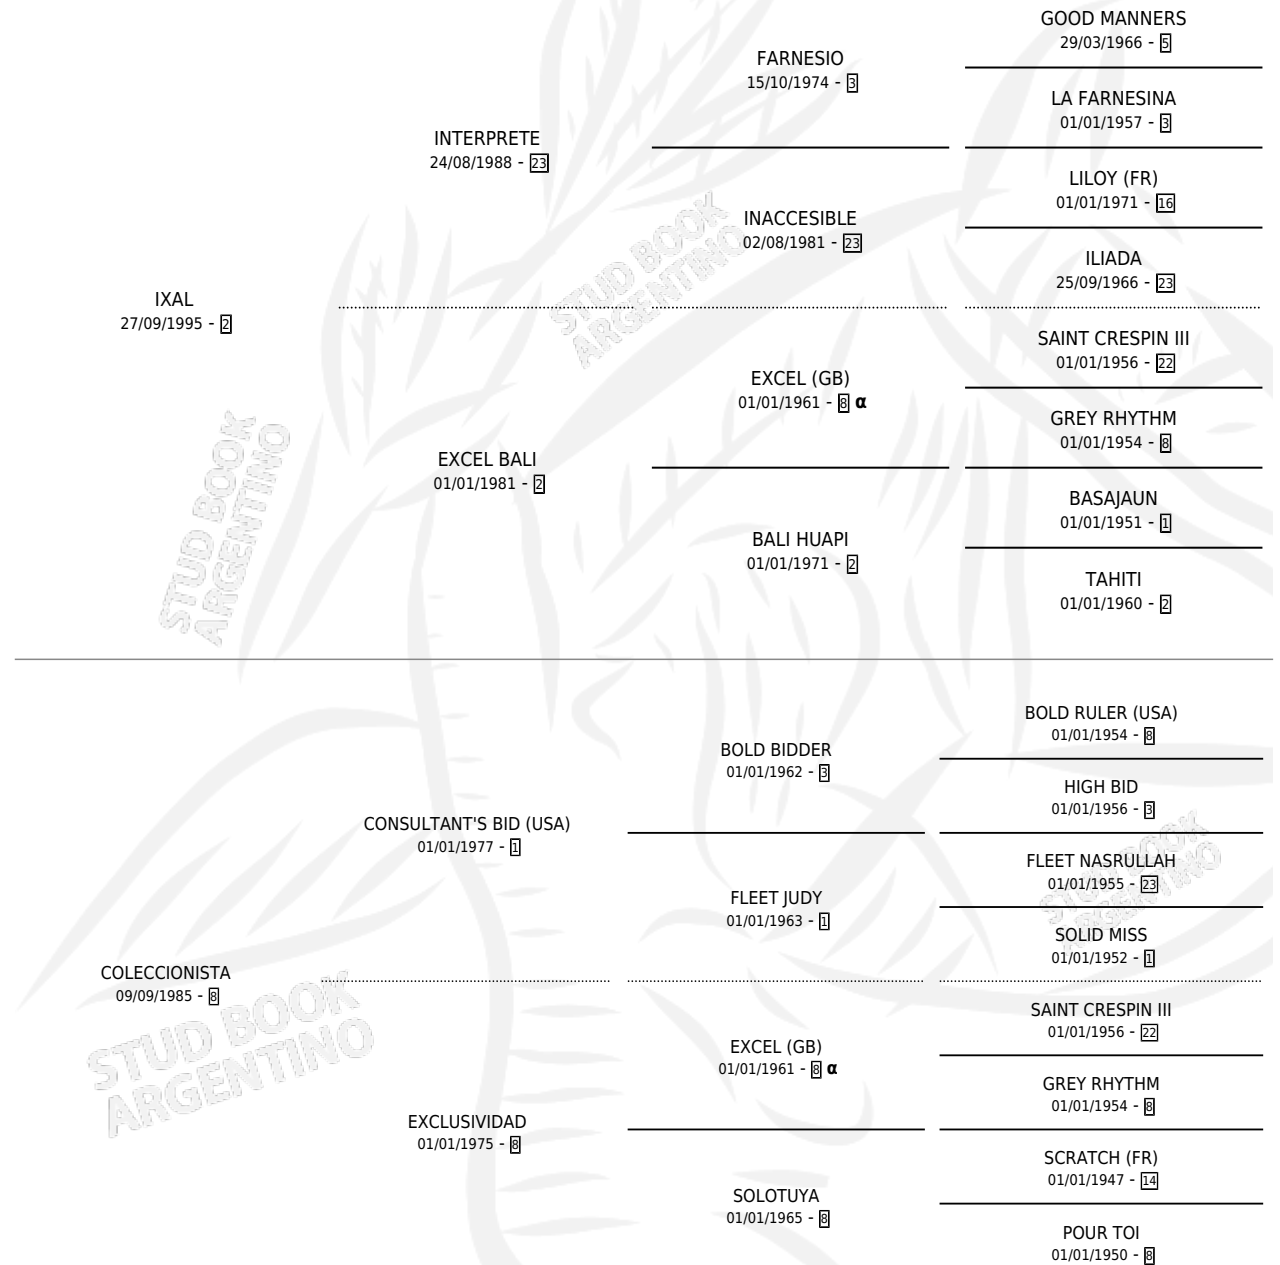 GOOD MANNERS
29/03/1966 - 5
FARNESIO
15/10/1974 - 3
LA FARNESINA
01/01/1957 - 3
INTERPRETE
24/08/1988 - 23
LILOY (FR)
01/01/1971 - 16
INACCESIBLE
02/08/1981 - 23
ILIADA
25/09/1966 - 23
IXAL
27/09/1995 - 2
SAINT CRESPIN III
01/01/1956 - 22
EXCEL (GB)
01/01/1961 - 8 α
GREY RHYTHM
01/01/1954 - 8
EXCEL BALI
01/01/1981 - 2
BASAJAUN
01/01/1951 - 1
BALI HUAPI
01/01/1971 - 2
TAHITI
01/01/1960 - 2
BOLD RULER (USA)
01/01/1954 - 8
BOLD BIDDER
01/01/1962 - 3
HIGH BID
01/01/1956 - 3
CONSULTANT'S BID (USA)
01/01/1977 - 1
FLEET NASRULLAH
01/01/1955 - 23
FLEET JUDY
01/01/1963 - 1
SOLID MISS
01/01/1952 - 1
COLECCIONISTA
09/09/1985 - 8
SAINT CRESPIN III
01/01/1956 - 22
EXCEL (GB)
01/01/1961 - 8 α
GREY RHYTHM
01/01/1954 - 8
EXCLUSIVIDAD
01/01/1975 - 8
SCRATCH (FR)
01/01/1947 - 14
SOLOTUYA
01/01/1965 - 8
POUR TOI
01/01/1950 - 8
STUD BOOK
ARGENTINO
STUD BOOK
ARGENTINO
STUD BOOK
ARGENTINO
STUD BOOK
ARGENTINO